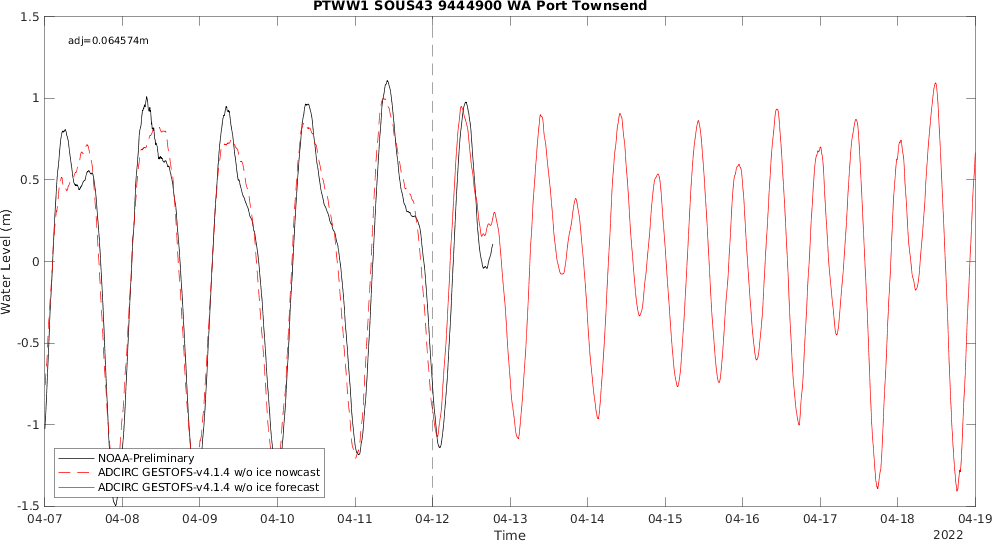 PTWW1 SOUS43 9444900 WA Port Townsend
1.5
adj=0.064574m
1
0.5
0
-0.5
-1
-1.5
Water Level (m)
NOAA-Preliminary
ADCIRC GESTOFS-v4.1.4 w/o ice nowcast
ADCIRC GESTOFS-v4.1.4 w/o ice forecast
04-07 04-08 04-09 04-10 04-11 04-12 04-13 04-14 04-15 04-16 04-17 04-18 04-19
Time
2022